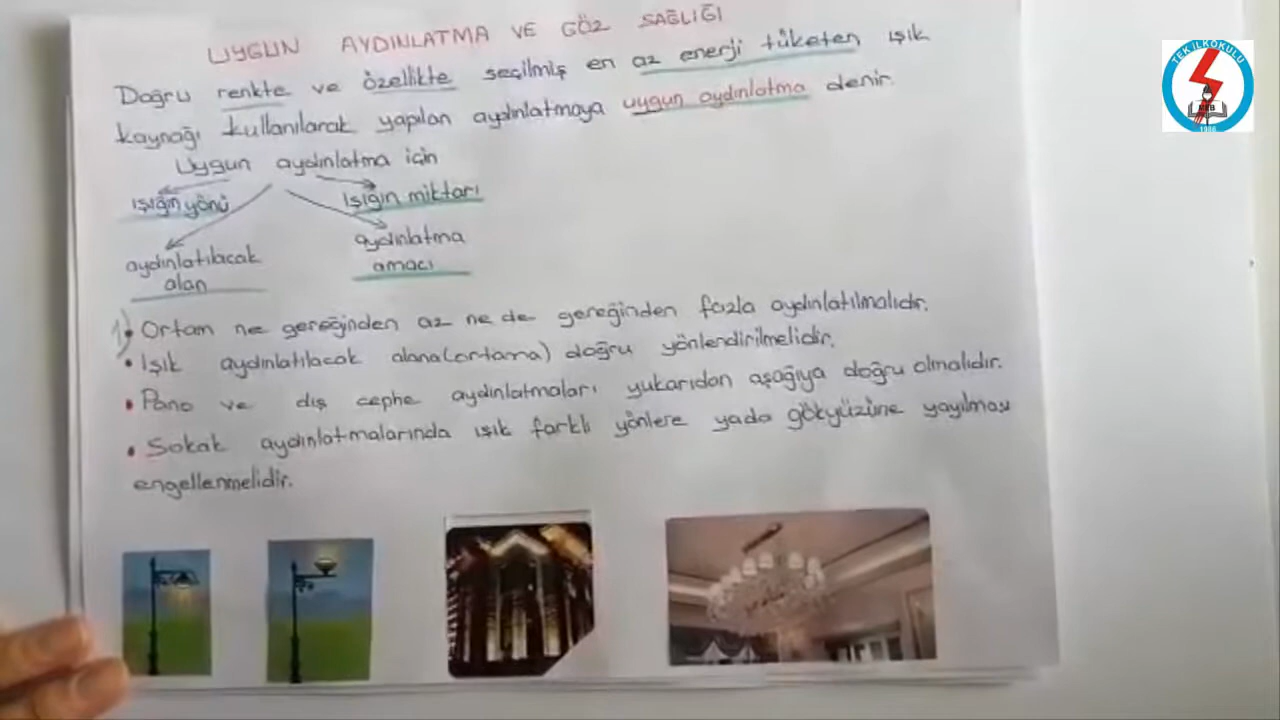 UYGUN AYDINLATMA VE GÖZ SAĞLIĞI
Doğru renkte ve özellikte seçilmiş en az enerji tüketen ışık
kaynağı kullanılarak yapılan aydınlatmaya uygun aydınlatma denir.
Uygun aydınlatma için
ışığın yönü
Işığın miktarı
aydınlatılacak
alan
aydınlatma
amacı
1) • Ortam ne gereğinden az ne de gereğinden fazla aydınlatılmalıdır.
• Işık aydınlatılacak alana(ortama) doğru yönlendirilmelidir.
• Pano ve dış cephe aydınlatmaları yukarıdan aşağıya doğru olmalıdır.
• Sokak aydınlatmalarında ışık farklı yönlere yada gökyüzüne yayılması
engellenmelidir.
TEK İLKOKULU
MEB
1986